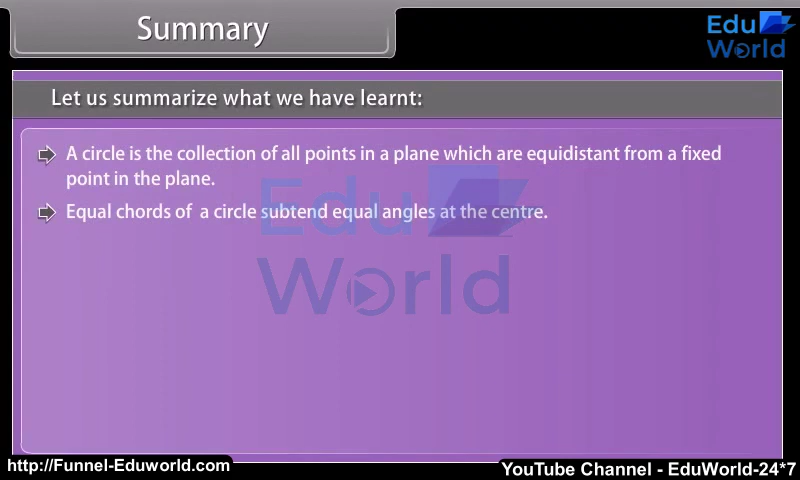 Summary
Edu
World
Let us summarize what we have learnt:
A circle is the collection of all points in a plane which are equidistant from a fixed
point in the plane.
Equal chords of  a circle subtend equal angles at the centre.
Edu
World
http://Funnel-Eduworld.com
YouTube Channel - EduWorld-24*7